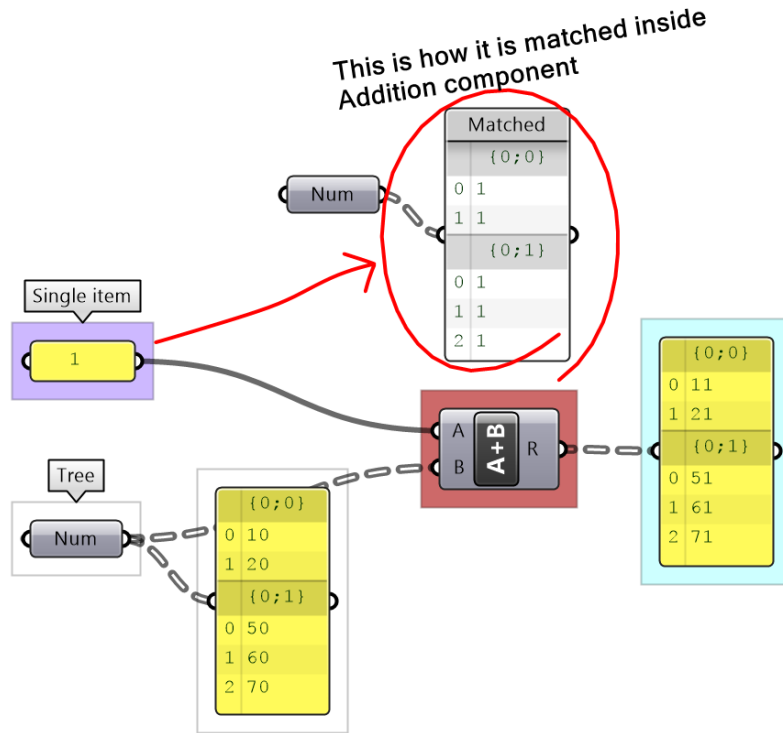 This is how it is matched inside
Addition component
Matched
{0;0}
0 1
1 1
{0;1}
0 1
1 1
2 1
Num
Single item
1
A
B
A+B
R
{0;0}
0 11
1 21
{0;1}
0 51
1 61
2 71
Tree
Num
{0;0}
0 10
1 20
{0;1}
0 50
1 60
2 70